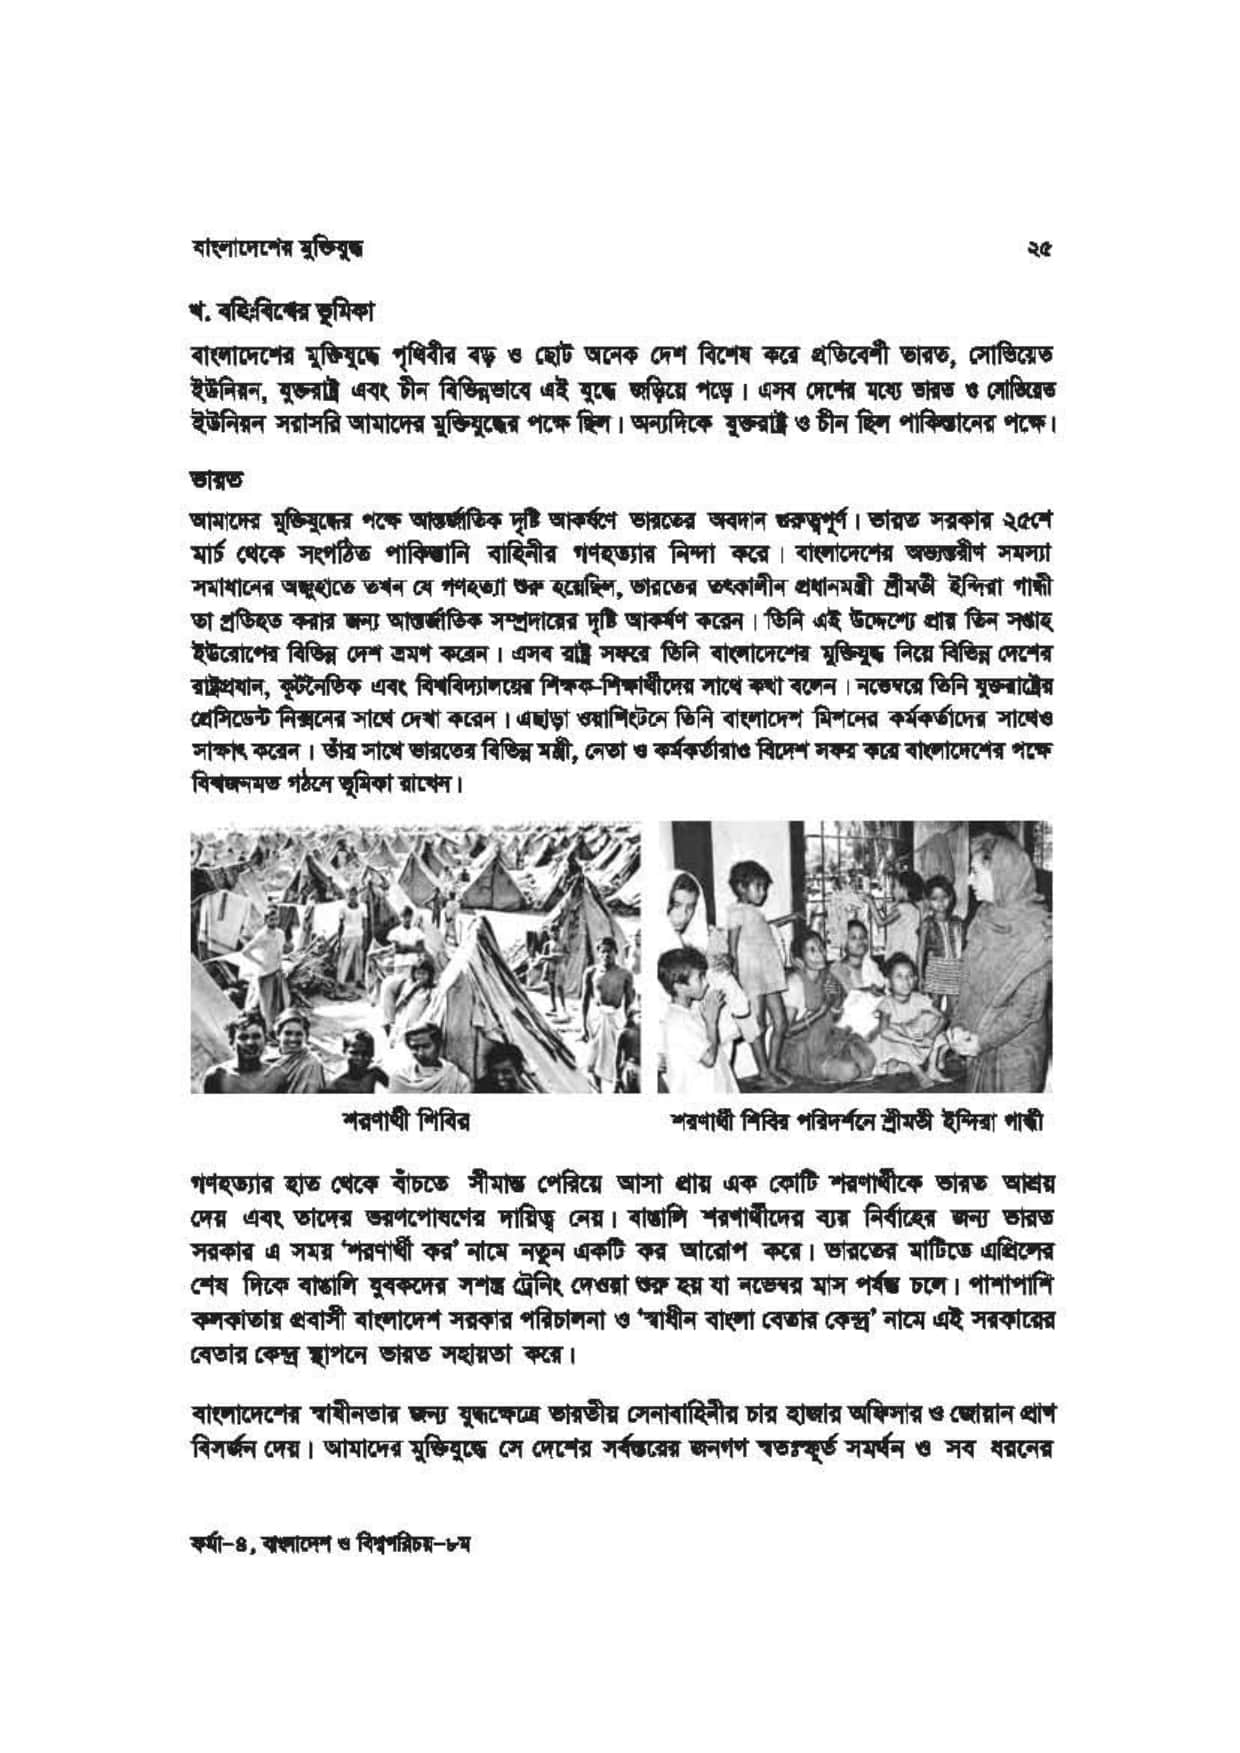 বাংলাদেশের মুক্তিযুদ্ধ ২৫
খ. বহিঃবিশ্বের ভূমিকা
বাংলাদেশের মুক্তিযুদ্ধে পৃথিবীর বড় ও ছোট অনেক দেশ বিশেষ করে প্রতিবেশী ভারত, সোভিয়েত
ইউনিয়ন, যুক্তরাষ্ট্র এবং চীন বিভিন্নভাবে এই যুদ্ধে জড়িয়ে পড়ে। এসব দেশের মধ্যে ভারত ও সোভিয়েত
ইউনিয়ন সরাসরি আমাদের মুক্তিযুদ্ধের পক্ষে ছিল। অন্যদিকে যুক্তরাষ্ট্র ও চীন ছিল পাকিস্তানের পক্ষে।
ভারত
আমাদের মুক্তিযুদ্ধের পক্ষে আন্তর্জাতিক দৃষ্টি আকর্ষণে ভারতের অবদান গুরুত্বপূর্ণ। ভারত সরকার ২৫শে
মার্চ থেকে সংগঠিত পাকিস্তানি বাহিনীর গণহত্যার নিন্দা করে। বাংলাদেশের অভ্যন্তরীণ সমস্যা
সমাধানের অজুহাতে তখন যে গণহত্যা শুরু হয়েছিল, ভারতের তৎকালীন প্রধানমন্ত্রী শ্রীমতী ইন্দিরা গান্ধী
তা প্রতিহত করার জন্য আন্তর্জাতিক সম্প্রদায়ের দৃষ্টি আকর্ষণ করেন। তিনি এই উদ্দেশ্যে প্রায় তিন সপ্তাহ
ইউরোপের বিভিন্ন দেশ ভ্রমণ করেন। এসব রাষ্ট্র সফরে তিনি বাংলাদেশের মুক্তিযুদ্ধ নিয়ে বিভিন্ন দেশের
রাষ্ট্রপ্রধান, কূটনৈতিক এবং বিশ্ববিদ্যালয়ের শিক্ষক-শিক্ষার্থীদের সাথে কথা বলেন। নভেম্বরে তিনি যুক্তরাষ্ট্রের
প্রেসিডেন্ট নিক্সনের সাথে দেখা করেন। এছাড়া ওয়াশিংটনে তিনি বাংলাদেশ মিশনের কর্মকর্তাদের সাথেও
সাক্ষাৎ করেন। তাঁর সাথে ভারতের বিভিন্ন মন্ত্রী, নেতা ও কর্মকর্তারাও বিদেশ সফর করে বাংলাদেশের পক্ষে
বিশ্বজনমত গঠনে ভূমিকা রাখেন।
শরণার্থী শিবির শরণার্থী শিবির পরিদর্শনে শ্রীমতী ইন্দিরা গান্ধী
গণহত্যার হাত থেকে বাঁচতে সীমান্ত পেরিয়ে আসা প্রায় এক কোটি শরণার্থীকে ভারত আশ্রয়
দেয় এবং তাদের ভরণপোষণের দায়িত্ব নেয়। বাঙালি শরণার্থীদের ব্যয় নির্বাহের জন্য ভারত
সরকার এ সময় ‘শরণার্থী কর’ নামে নতুন একটি কর আরোপ করে। ভারতের মাটিতে এপ্রিলের
শেষ দিকে বাঙালি যুবকদের সশস্ত্র ট্রেনিং দেওয়া শুরু হয় যা নভেম্বর মাস পর্যন্ত চলে। পাশাপাশি
কলকাতায় প্রবাসী বাংলাদেশ সরকার পরিচালনা ও ‘স্বাধীন বাংলা বেতার কেন্দ্র’ নামে এই সরকারের
বেতার কেন্দ্র স্থাপনে ভারত সহায়তা করে।
বাংলাদেশের স্বাধীনতার জন্য যুদ্ধক্ষেত্রে ভারতীয় সেনাবাহিনীর চার হাজার অফিসার ও জোয়ান প্রাণ
বিসর্জন দেয়। আমাদের মুক্তিযুদ্ধে সে দেশের সর্বস্তরের জনগণ স্বতঃস্ফূর্ত সমর্থন ও সব ধরনের
ফর্মা-৪, বাংলাদেশ ও বিশ্বপরিচয়-৮ম